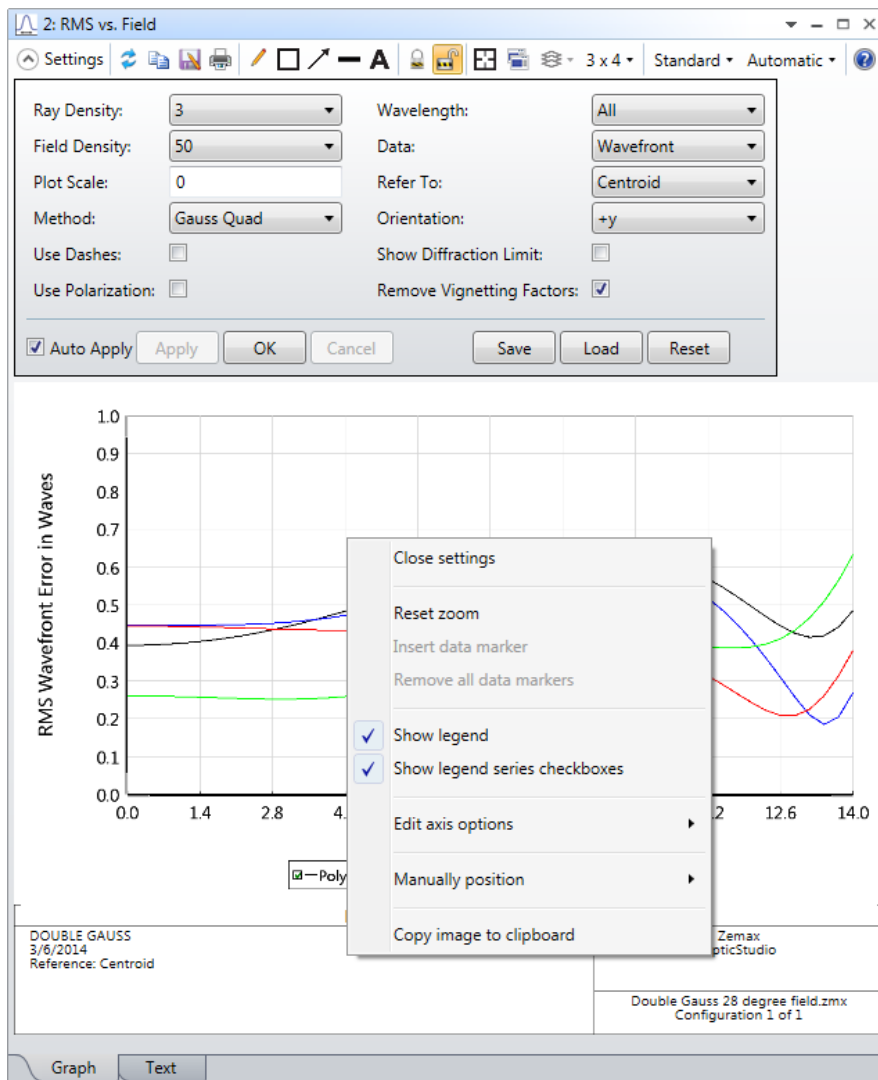 2: RMS vs. Field
Settings A 3 x 4 Standard Automatic
Ray Density: 3 Wavelength: All
Field Density: 50 Data: Wavefront
Plot Scale: 0 Refer To: Centroid
Method: Gauss Quad Orientation: +y
Use Dashes: Show Diffraction Limit:
Use Polarization: Remove Vignetting Factors:
Auto Apply Apply OK Cancel Save Load Reset
RMS Wavefront Error in Waves
1.0
0.9
0.8
0.7
0.6
0.5
0.4
0.3
0.2
0.1
0.0
0.0 1.4 2.8 4. .2 12.6 14.0
Close settings
Reset zoom
Insert data marker
Remove all data markers
Show legend
Show legend series checkboxes
Edit axis options
Manually position
Copy image to clipboard
Poly
DOUBLE GAUSS
3/6/2014
Reference: Centroid
Zemax
pticStudio
Double Gauss 28 degree field.zmx
Configuration 1 of 1
Graph Text